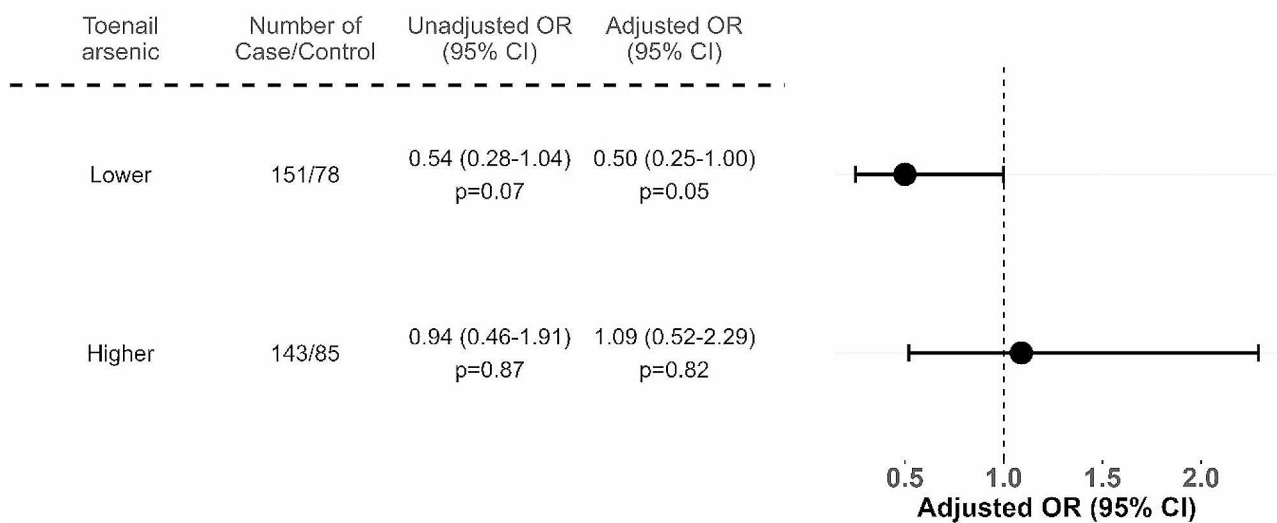 Toenail arsenic
Number of Case/Control
Unadjusted OR (95% CI)
Adjusted OR (95% CI)
Lower
151/78
0.54 (0.28-1.04)
p=0.07
0.50 (0.25-1.00)
p=0.05
Higher
143/85
0.94 (0.46-1.91)
p=0.87
1.09 (0.52-2.29)
p=0.82
0.5 1.0 1.5 2.0
Adjusted OR (95% CI)